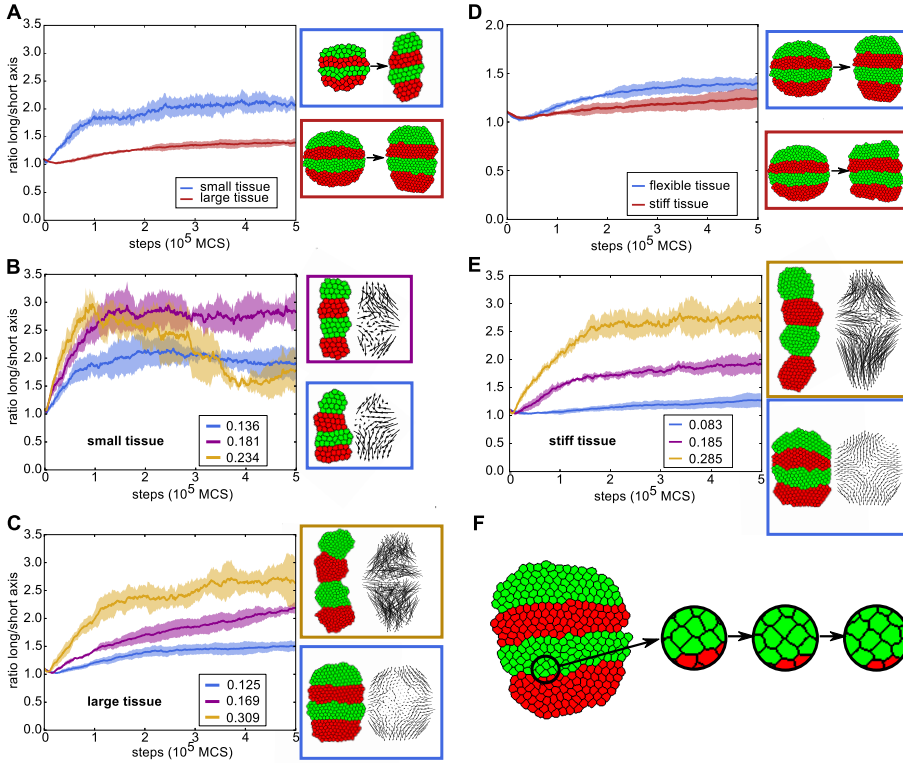 A
3.5
3.0
2.5
2.0
1.5
1.0
0.5
0.0
ratio long/short axis
small tissue
large tissue
0 1 2 3 4 5
steps (10^5 MCS)
D
2.0
1.5
1.0
0.5
0.0
flexible tissue
stiff tissue
0 1 2 3 4 5
steps (10^5 MCS)
B
3.5
3.0
2.5
2.0
1.5
1.0
0.5
0.0
ratio long/short axis
small tissue
0.136
0.181
0.234
0 1 2 3 4 5
steps (10^5 MCS)
E
3.5
3.0
2.5
2.0
1.5
1.0
0.5
0.0
ratio long/short axis
stiff tissue
0.083
0.185
0.285
0 1 2 3 4 5
steps (10^5 MCS)
C
3.5
3.0
2.5
2.0
1.5
1.0
0.5
0.0
ratio long/short axis
large tissue
0.125
0.169
0.309
0 1 2 3 4 5
steps (10^5 MCS)
F